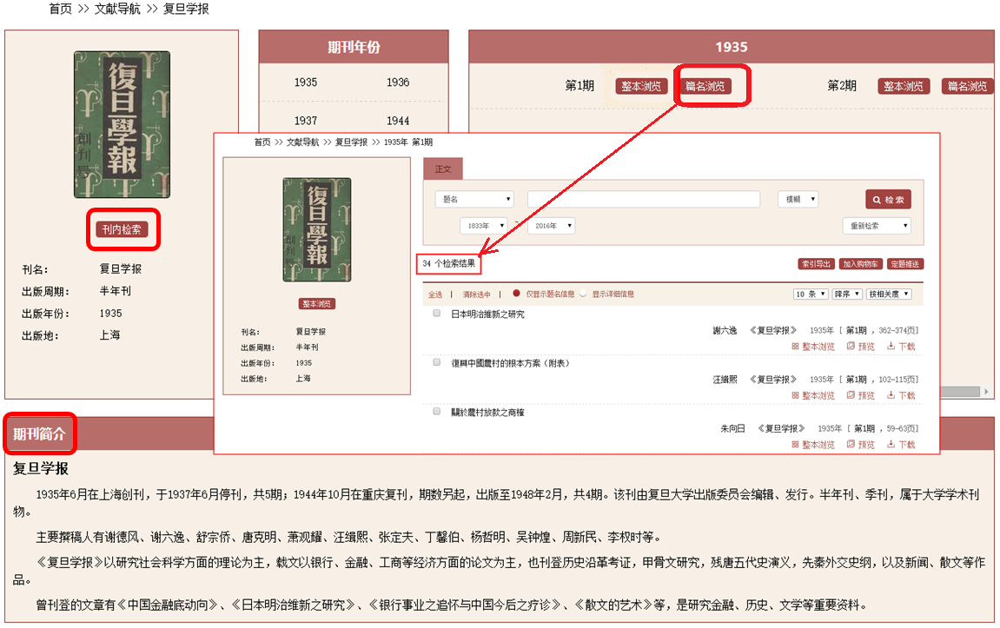 首页 >> 文献导航 >> 复旦学报
復旦學報
創刊号
刊内检索
刊名： 复旦学报
出版周期： 半年刊
出版年份： 1935
出版地： 上海
期刊年份
1935 1936
1937 1944
1935
第1期 整本浏览 篇名浏览 第2期 整本浏览 篇名浏览
首页 >> 文献导航 >> 复旦学报 >> 1935年 第1期
復旦學報
創刊号
整本浏览
刊名： 复旦学报
出版周期： 半年刊
出版年份： 1935
出版地： 上海
正文
题名 模糊 检 索
1833年 ~ 2016年 重新检索
34 个检索结果 索引导出 加入购物车 定题推送
全选 | 清除选中 | 仅显示题名信息 显示详细信息 10 条 降序 按相关度
日本明治維新之研究
謝六逸 《复旦学报》 1935年 [ 第1期 ，362-374页]
整本浏览 预览 下载
復興中國農村的根本方案（附表）
汪缉熙 《复旦学报》 1935年 [ 第1期 ，102-115页]
整本浏览 预览 下载
關於農村放款之商榷
朱向日 《复旦学报》 1935年 [ 第1期 ，59-63页]
整本浏览 预览 下载
期刊简介
复旦学报
1935年6月在上海创刊，于1937年6月停刊，共5期；1944年10月在重庆复刊，期数另起，出版至1948年2月，共4期。该刊由复旦大学出版委员会编辑、发行。半年刊、季刊，属于大学学术刊
物。
主要撰稿人有谢德风、谢六逸、舒宗侨、唐克明、萧观耀、汪缉熙、张定夫、丁馨伯、杨哲明、吴钟煌、周新民、李权时等。
《复旦学报》以研究社会科学方面的理论为主，载文以银行、金融、工商等经济方面的论文为主，也刊登历史沿革考证，甲骨文研究，残唐五代史演义，先秦外交史纲，以及新闻、散文等作
品。
曾刊登的文章有《中国金融底动向》、《日本明治维新之研究》、《银行事业之追怀与中国今后之疗诊》、《散文的艺术》等，是研究金融、历史、文学等重要资料。